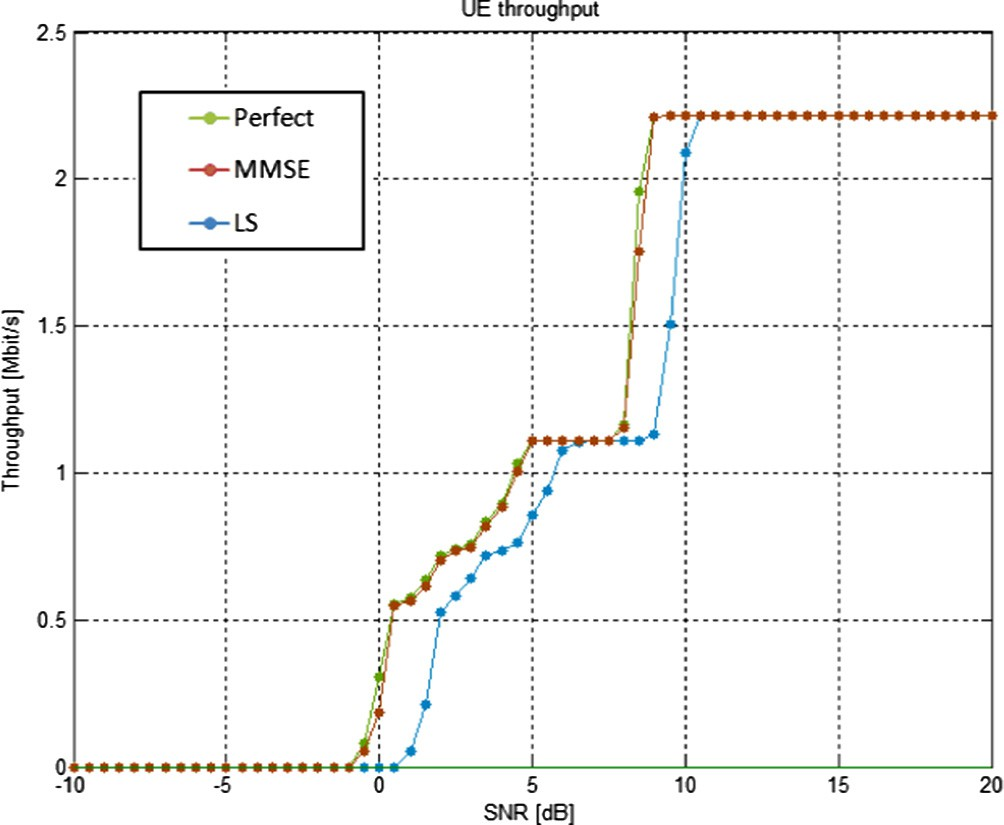 UE throughput
2.5
2
1.5
1
0.5
0
Throughput [Mbit/s]
Perfect
MMSE
LS
-10 -5 0 5 10 15 20
SNR [dB]